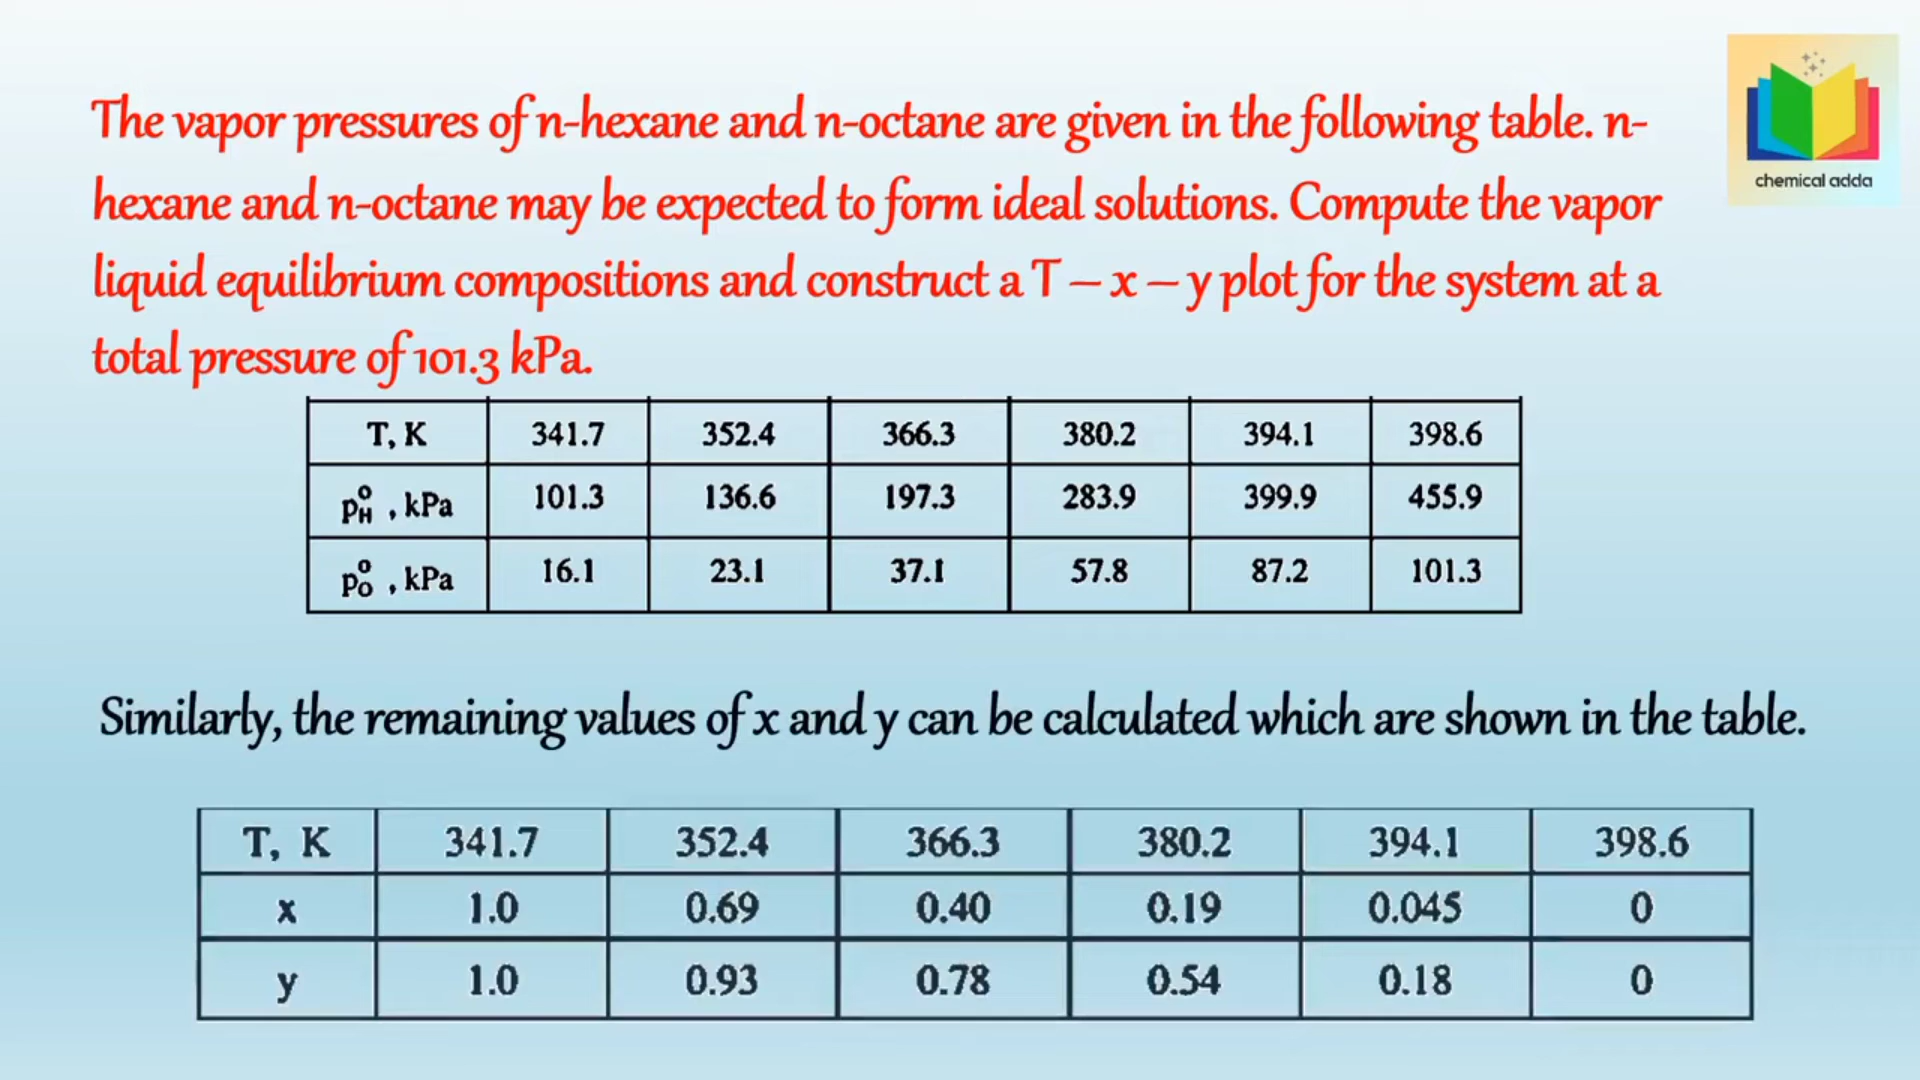 The vapor pressures of n-hexane and n-octane are given in the following table. n-
hexane and n-octane may be expected to form ideal solutions. Compute the vapor
liquid equilibrium compositions and construct a T – x – y plot for the system at a
total pressure of 101.3 kPa.
chemical adda
T, K 341.7 352.4 366.3 380.2 394.1 398.6
p°H , kPa 101.3 136.6 197.3 283.9 399.9 455.9
p°O , kPa 16.1 23.1 37.1 57.8 87.2 101.3
Similarly, the remaining values of x and y can be calculated which are shown in the table.
T, K 341.7 352.4 366.3 380.2 394.1 398.6
x 1.0 0.69 0.40 0.19 0.045 0
y 1.0 0.93 0.78 0.54 0.18 0